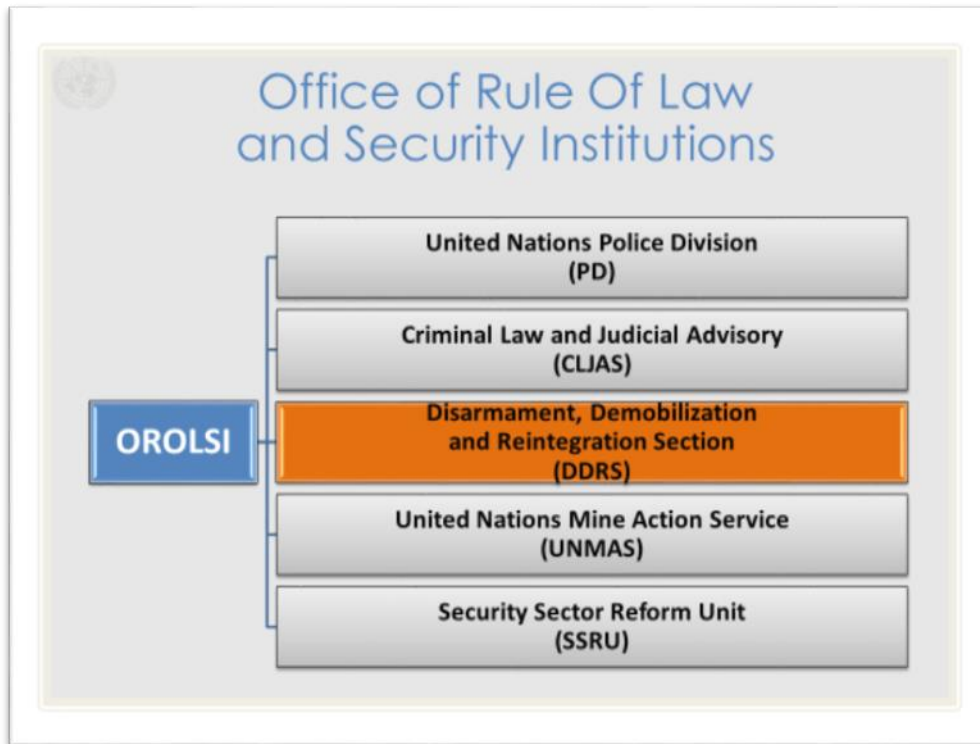 Office of Rule Of Law
and Security Institutions
United Nations Police Division
(PD)
Criminal Law and Judicial Advisory
(CLJAS)
OROLSI
Disarmament, Demobilization
and Reintegration Section
(DDRS)
United Nations Mine Action Service
(UNMAS)
Security Sector Reform Unit
(SSRU)